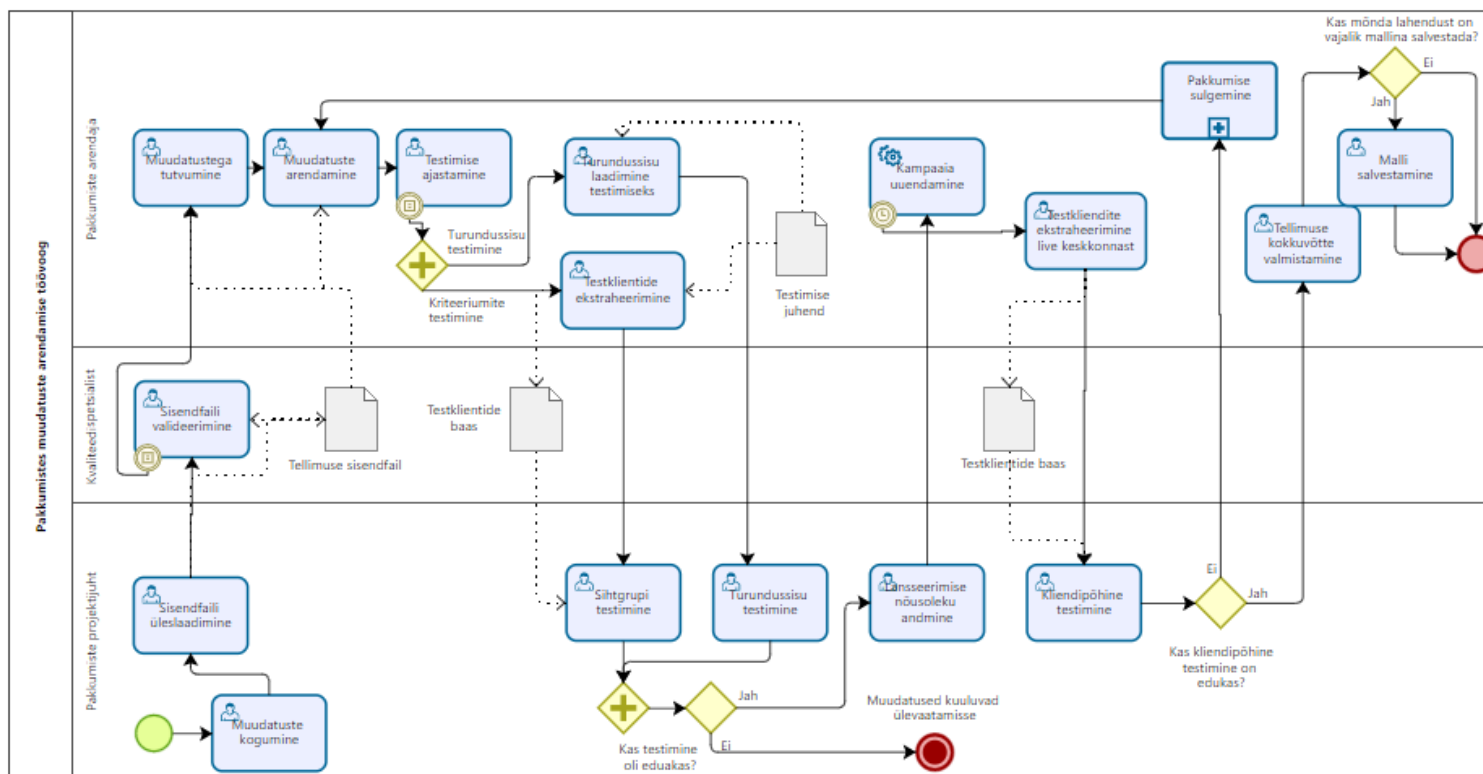 Pakkumistes muudatuste arendamise töövoog
Pakkumiste arendaja
Kas mõnda lahendust on
vajalik mallina salvestada?
Ei
Jah
Pakkumise
sulgemine
Muudatustega
tutvumine
Muudatuste
arendamine
Testimise
ajastamine
Turundussisu
laadimine
testimiseks
Kampaaia
uuendamine
Malli
salvestamine
Testkliendite
ekstraheerimine
live keskkonnast
Tellimuse
kokkuvõtte
valmistamine
Turundussisu
testimine
Kriteeriumite
testimine
Testklientide
ekstraheerimine
Testimise
juhend
Kvaliteedispetsialist
Sisendfaili
valideerimine
Tellimuse sisendfail
Testklientide
baas
Testklientide baas
Pakkumiste projektijuht
Sisendfaili
üleslaadimine
Muudatuste
kogumine
Sihtgrupi
testimine
Turundussisu
testimine
Lansseerimise
nõusoleku
andmine
Kliendipõhine
testimine
Ei
Jah
Kas kliendipõhine
testimine on
edukas?
Jah
Ei
Kas testimine
oli eduakas?
Muudatused kuuluvad
ülevaatamisse